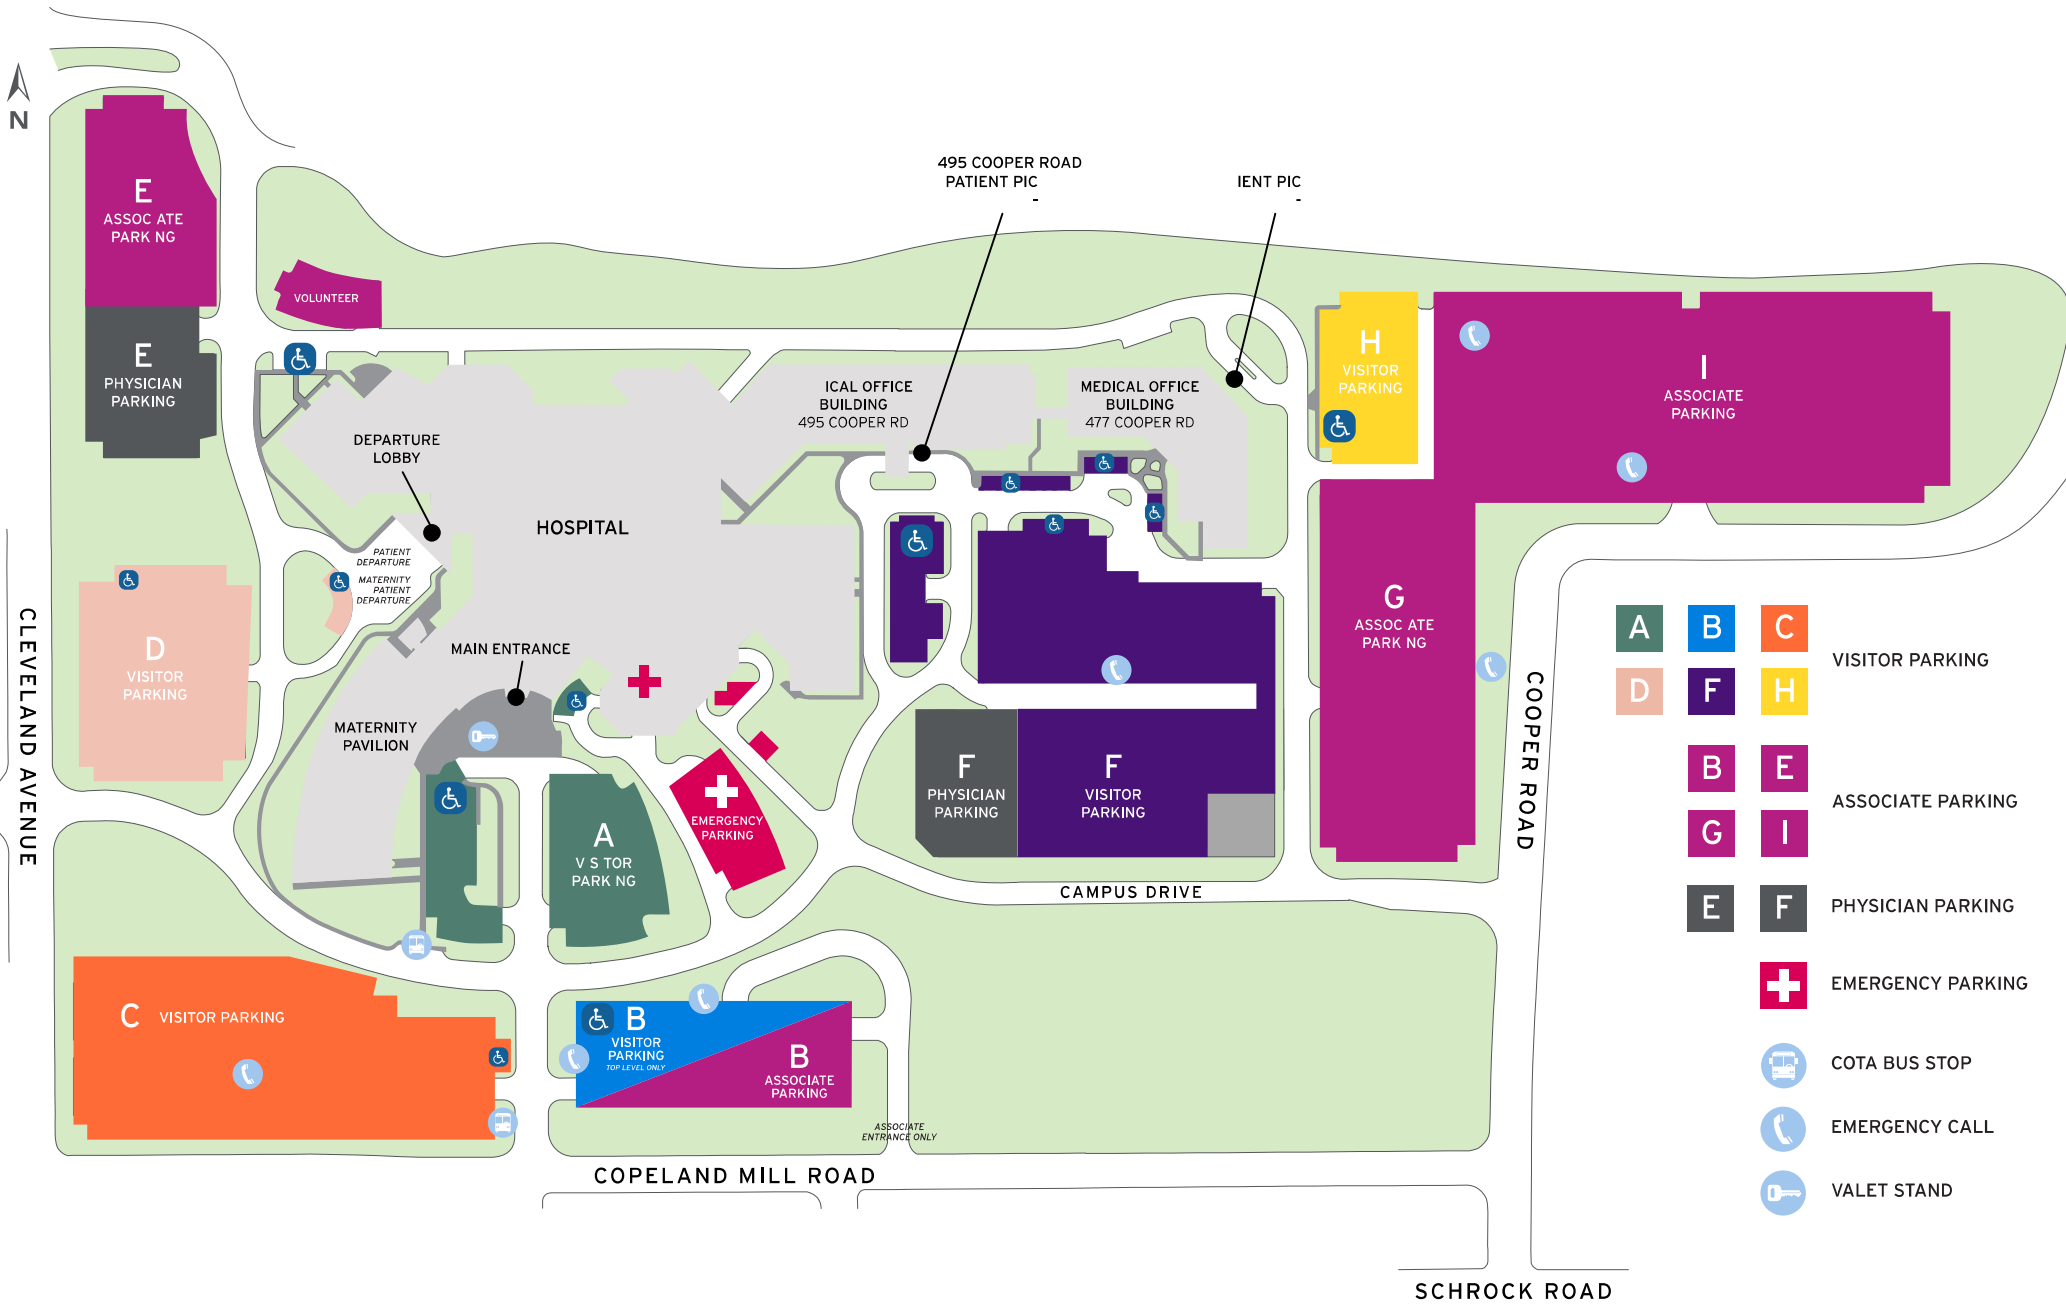 N
E
ASSOC ATE
PARK NG
VOLUNTEER
E
PHYSICIAN
PARKING
495 COOPER ROAD
PATIENT PIC
-
IENT PIC
-
H
VISITOR
PARKING
I
ASSOCIATE
PARKING
ICAL OFFICE
BUILDING
495 COOPER RD
MEDICAL OFFICE
BUILDING
477 COOPER RD
DEPARTURE
LOBBY
HOSPITAL
PATIENT
DEPARTURE
MATERNITY
PATIENT
DEPARTURE
G
ASSOC ATE
PARK NG
D
VISITOR
PARKING
MAIN ENTRANCE
MATERNITY
PAVILION
CLEVELAND AVENUE
COOPER ROAD
F
PHYSICIAN
PARKING
F
VISITOR
PARKING
EMERGENCY
PARKING
A
V S TOR
PARK NG
CAMPUS DRIVE
C VISITOR PARKING
B
VISITOR
PARKING
TOP LEVEL ONLY
B
ASSOCIATE
PARKING
ASSOCIATE
ENTRANCE ONLY
COPELAND MILL ROAD
SCHROCK ROAD
A B C
D F H
VISITOR PARKING
B E
G I
ASSOCIATE PARKING
E F
PHYSICIAN PARKING
EMERGENCY PARKING
COTA BUS STOP
EMERGENCY CALL
VALET STAND